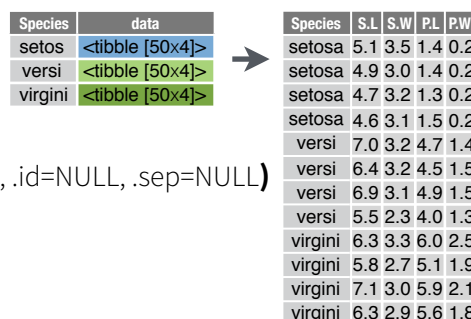 Species data
setos <tibble [50x4]>
versi <tibble [50x4]>
virgini <tibble [50x4]>
, .id=NULL, .sep=NULL)
Species S.L S.W P.L P.W
setosa 5.1 3.5 1.4 0.2
setosa 4.9 3.0 1.4 0.2
setosa 4.7 3.2 1.3 0.2
setosa 4.6 3.1 1.5 0.2
versi 7.0 3.2 4.7 1.4
versi 6.4 3.2 4.5 1.5
versi 6.9 3.1 4.9 1.5
versi 5.5 2.3 4.0 1.3
virgini 6.3 3.3 6.0 2.5
virgini 5.8 2.7 5.1 1.9
virgini 7.1 3.0 5.9 2.1
virgini 6.3 2.9 5.6 1.8